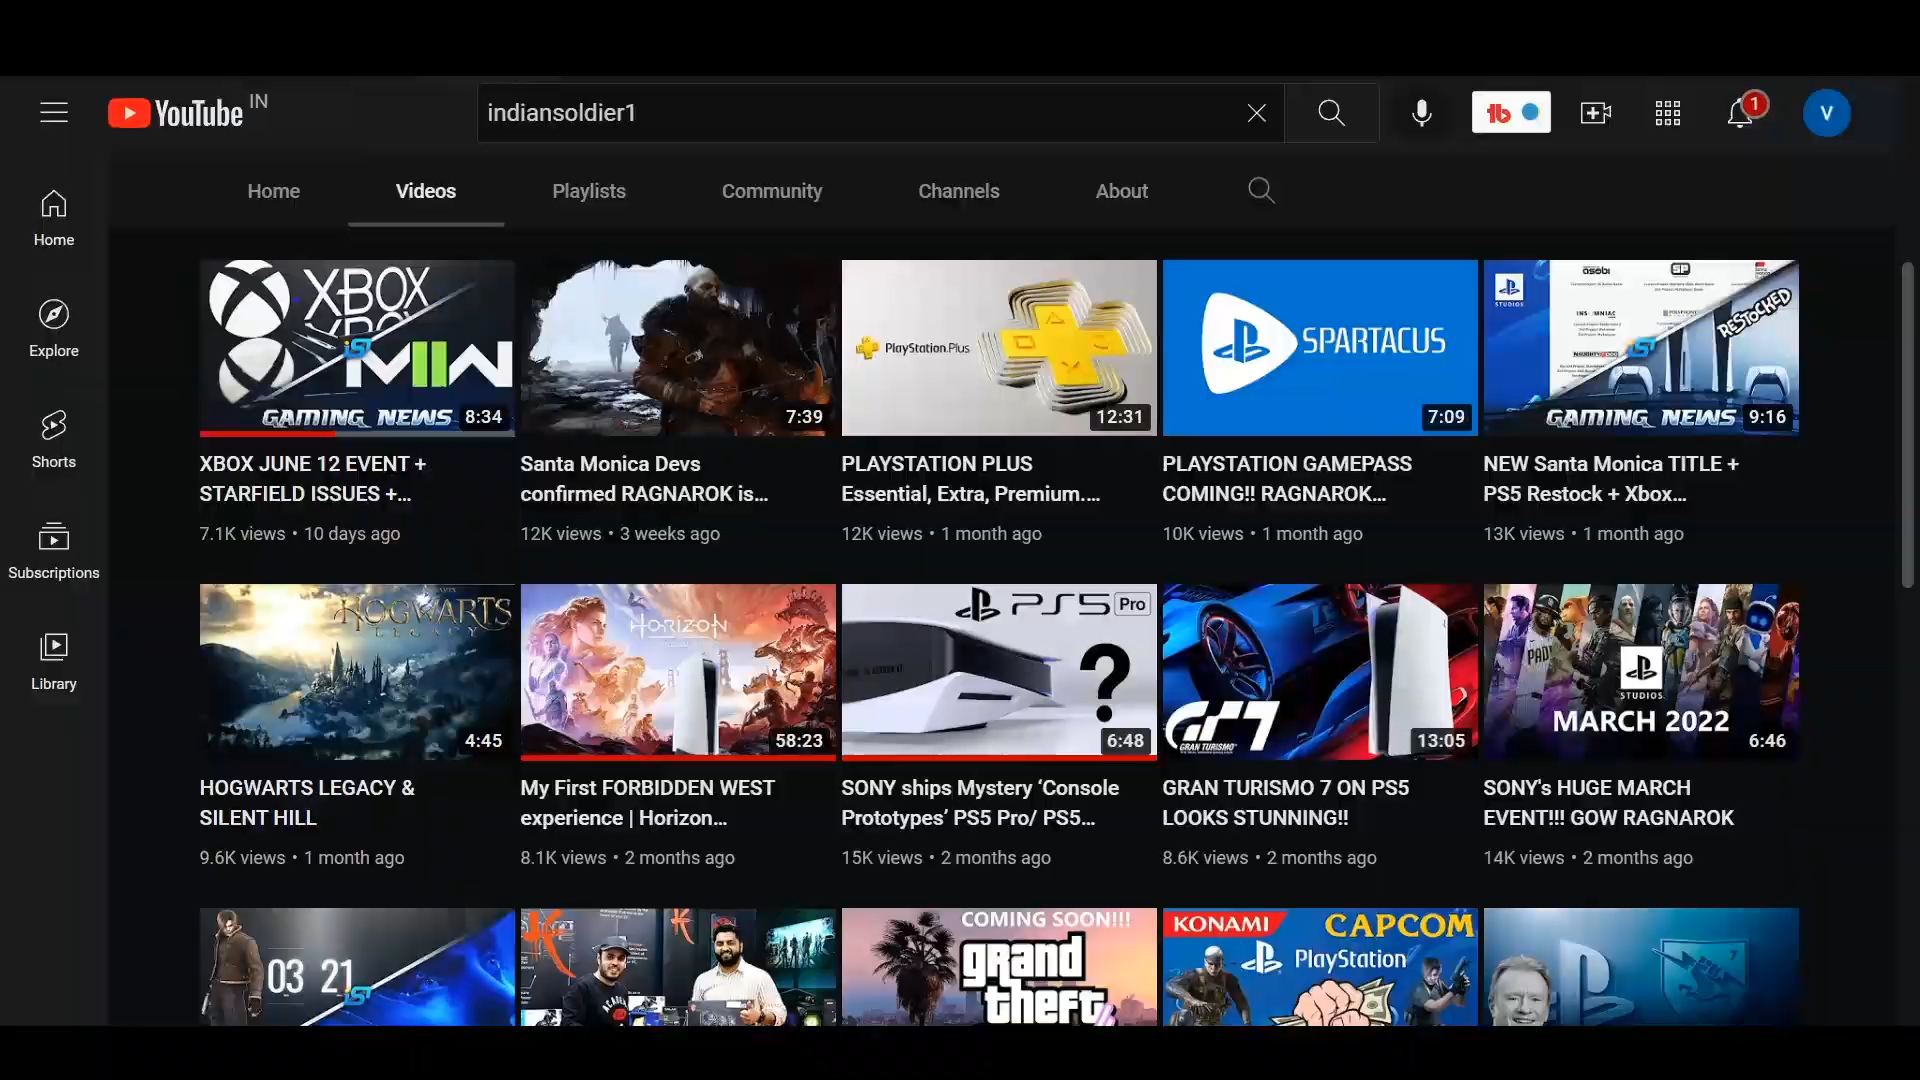 YouTube IN
indiansoldier1
1
V
Home
Videos
Playlists
Community
Channels
About
Home
Explore
Shorts
Subscriptions
Library
XBOX
MW
GAMING NEWS
8:34
7:39
PlayStation.Plus
12:31
SPARTACUS
7:09
STUDIOS
asobi
INSOMNIAC
RESTOCKED
GAMING NEWS
9:16
XBOX JUNE 12 EVENT +
STARFIELD ISSUES +...
7.1K views • 10 days ago
Santa Monica Devs
confirmed RAGNAROK is...
12K views • 3 weeks ago
PLAYSTATION PLUS
Essential, Extra, Premium....
12K views • 1 month ago
PLAYSTATION GAMEPASS
COMING!! RAGNAROK...
10K views • 1 month ago
NEW Santa Monica TITLE +
PS5 Restock + Xbox...
13K views • 1 month ago
HOGWARTS
LEGACY
4:45
HORIZON
58:23
PS5 Pro
?
6:48
GT7
GRAN TURISMO
13:05
PAD
STUDIOS
MARCH 2022
6:46
HOGWARTS LEGACY &
SILENT HILL
9.6K views • 1 month ago
My First FORBIDDEN WEST
experience | Horizon...
8.1K views • 2 months ago
SONY ships Mystery ‘Console
Prototypes’ PS5 Pro/ PS5...
15K views • 2 months ago
GRAN TURISMO 7 ON PS5
LOOKS STUNNING!!
8.6K views • 2 months ago
SONY's HUGE MARCH
EVENT!!! GOW RAGNAROK
14K views • 2 months ago
03 21
COMING SOON!!!
grand
theft
KONAMI
CAPCOM
PlayStation